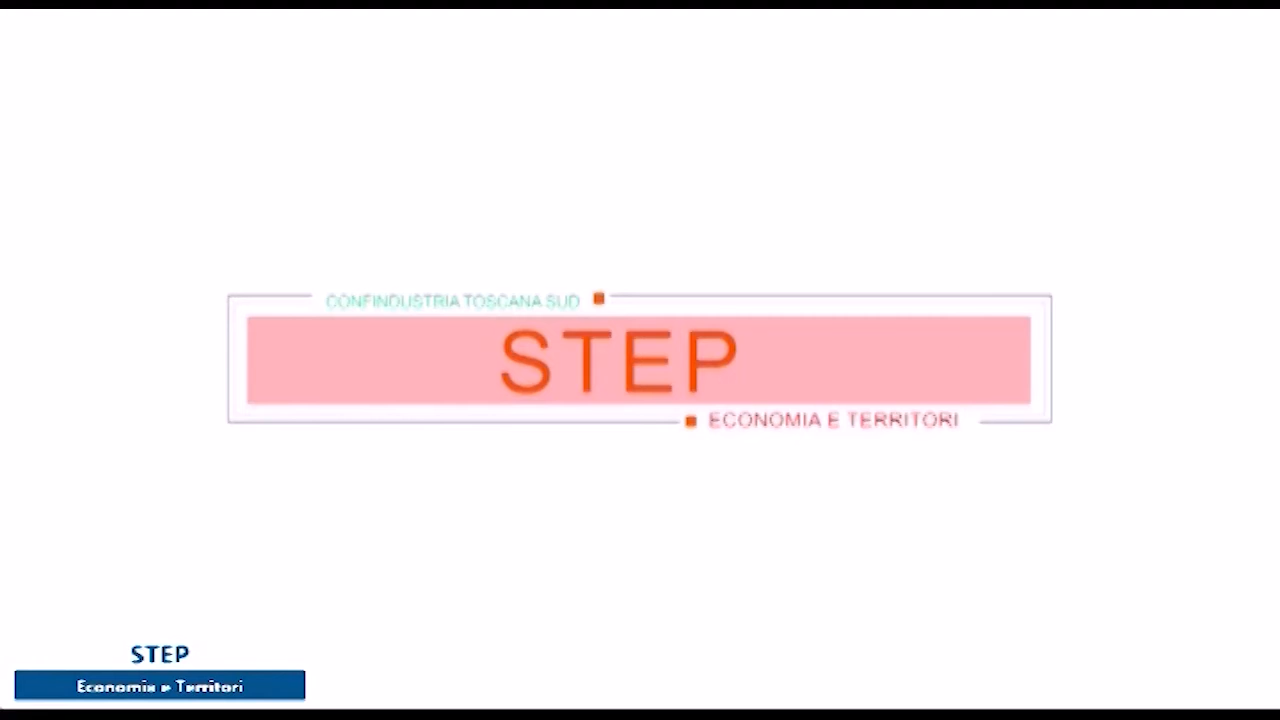 CONFINDUSTRIA TOSCANA SUD
STEP
ECONOMIA E TERRITORI
STEP
Economia e Territori